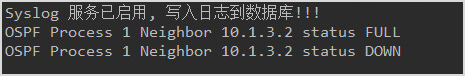 Syslog 服务已启用, 写入日志到数据库!!!
OSPF Process 1 Neighbor 10.1.3.2 status FULL
OSPF Process 1 Neighbor 10.1.3.2 status DOWN